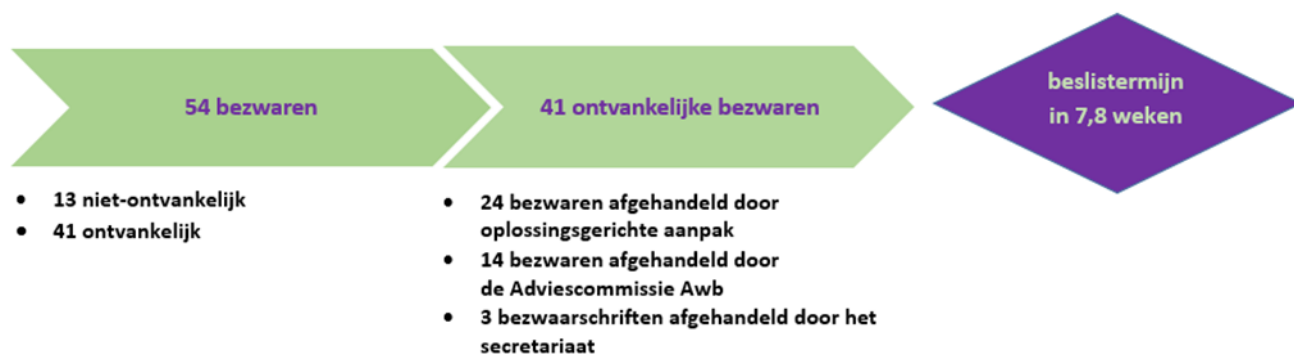 54 bezwaren
• 13 niet-ontvankelijk
• 41 ontvankelijk
41 ontvankelijke bezwaren
• 24 bezwaren afgehandeld door
oplossingsgerichte aanpak
• 14 bezwaren afgehandeld door
de Adviescommissie Awb
• 3 bezwaarschriften afgehandeld door het
secretariaat
beslistermijn
in 7,8 weken